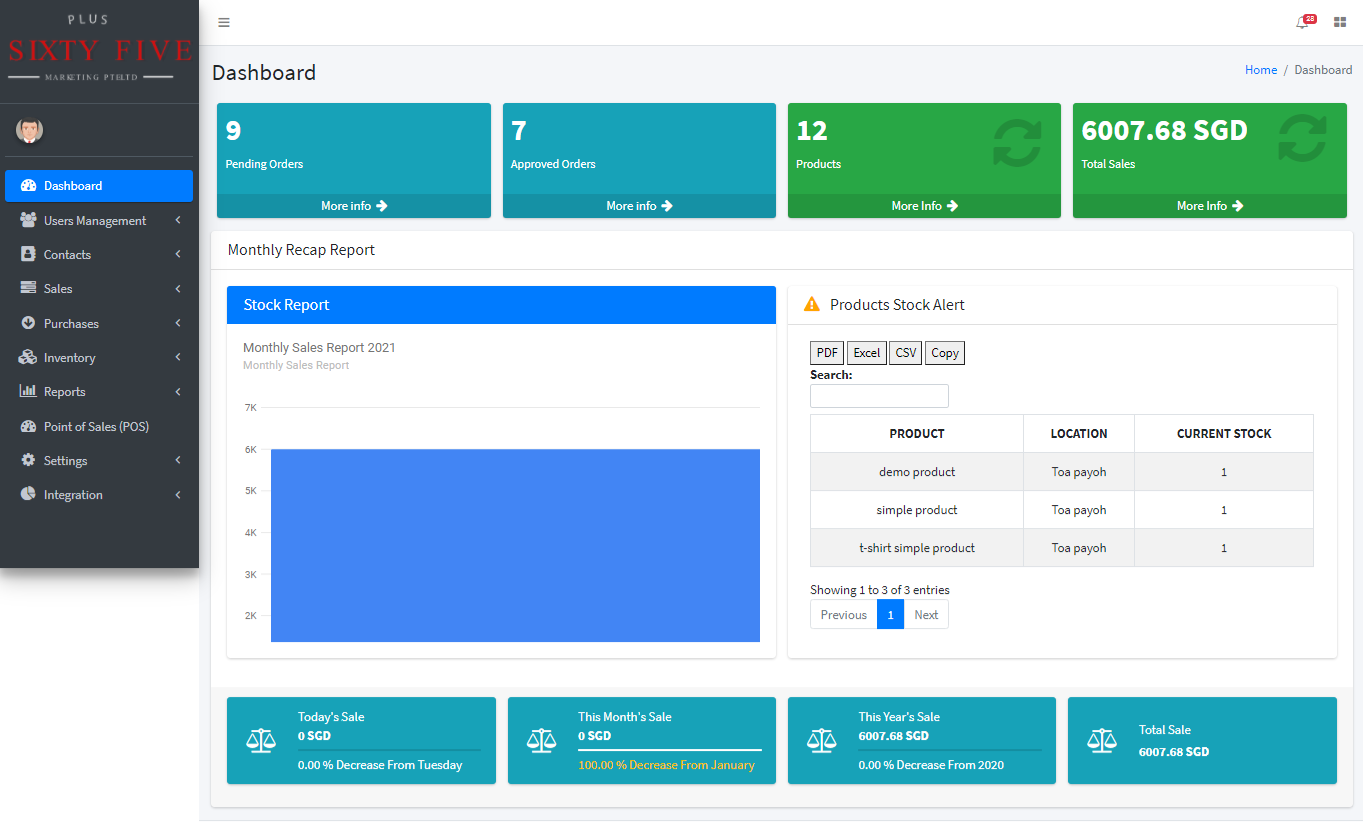 PLUS
SIXTY FIVE
MARKETING PTELTD
Dashboard
Users Management
Contacts
Sales
Purchases
Inventory
Reports
Point of Sales (POS)
Settings
Integration
28
Dashboard
Home / Dashboard
9
Pending Orders
More info
7
Approved Orders
More info
12
Products
More Info
6007.68 SGD
Total Sales
More Info
Monthly Recap Report
Stock Report
Monthly Sales Report 2021
Monthly Sales Report
7K
6K
5K
4K
3K
2K
Products Stock Alert
PDF Excel CSV Copy
Search:
PRODUCT LOCATION CURRENT STOCK
demo product Toa payoh 1
simple product Toa payoh 1
t-shirt simple product Toa payoh 1
Showing 1 to 3 of 3 entries
Previous 1 Next
Today's Sale
0 SGD
0.00 % Decrease From Tuesday
This Month's Sale
0 SGD
100.00 % Decrease From January
This Year's Sale
6007.68 SGD
0.00 % Decrease From 2020
Total Sale
6007.68 SGD